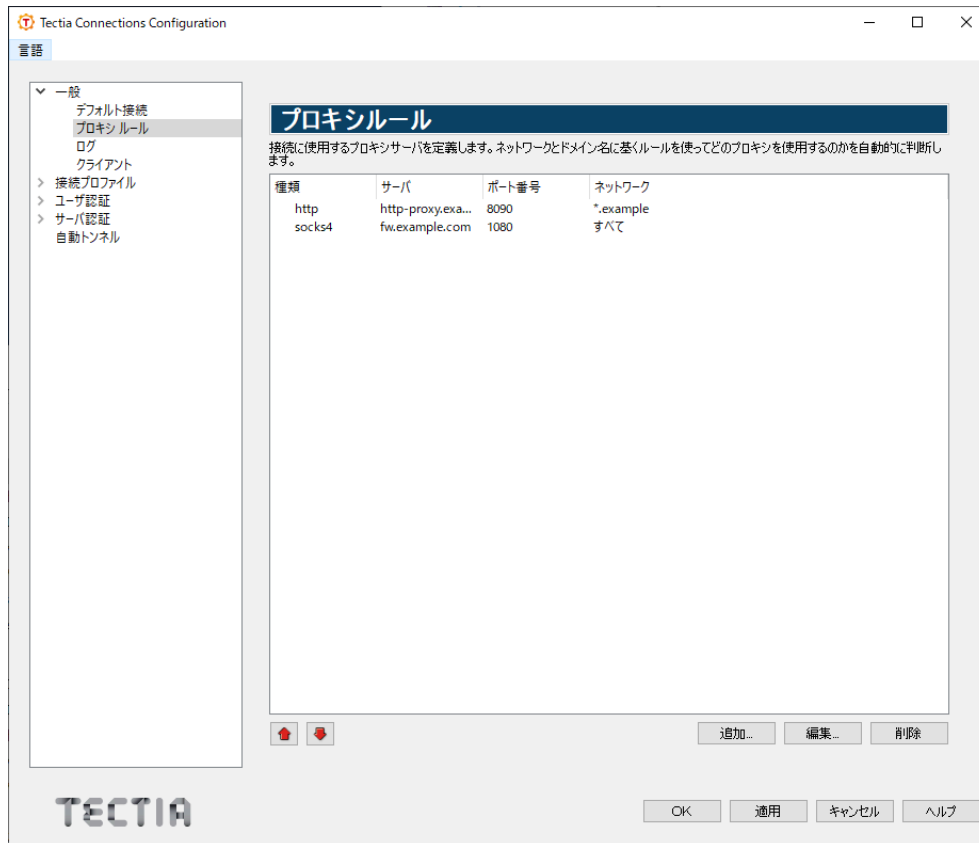 Tectia Connections Configuration
言語
一般
デフォルト接続
プロキシ ルール
ログ
クライアント
接続プロファイル
ユーザ認証
サーバ認証
自動トンネル
プロキシルール
接続に使用するプロキシサーバを定義します。ネットワークとドメイン名に基くルールを使ってどのプロキシを使用するのかを自動的に判断し
ます。
種類 サーバ ポート番号 ネットワーク
http http-proxy.exa... 8090 *.example
socks4 fw.example.com 1080 すべて
追加... 編集... 削除
TECTIA
OK 適用 キャンセル ヘルプ